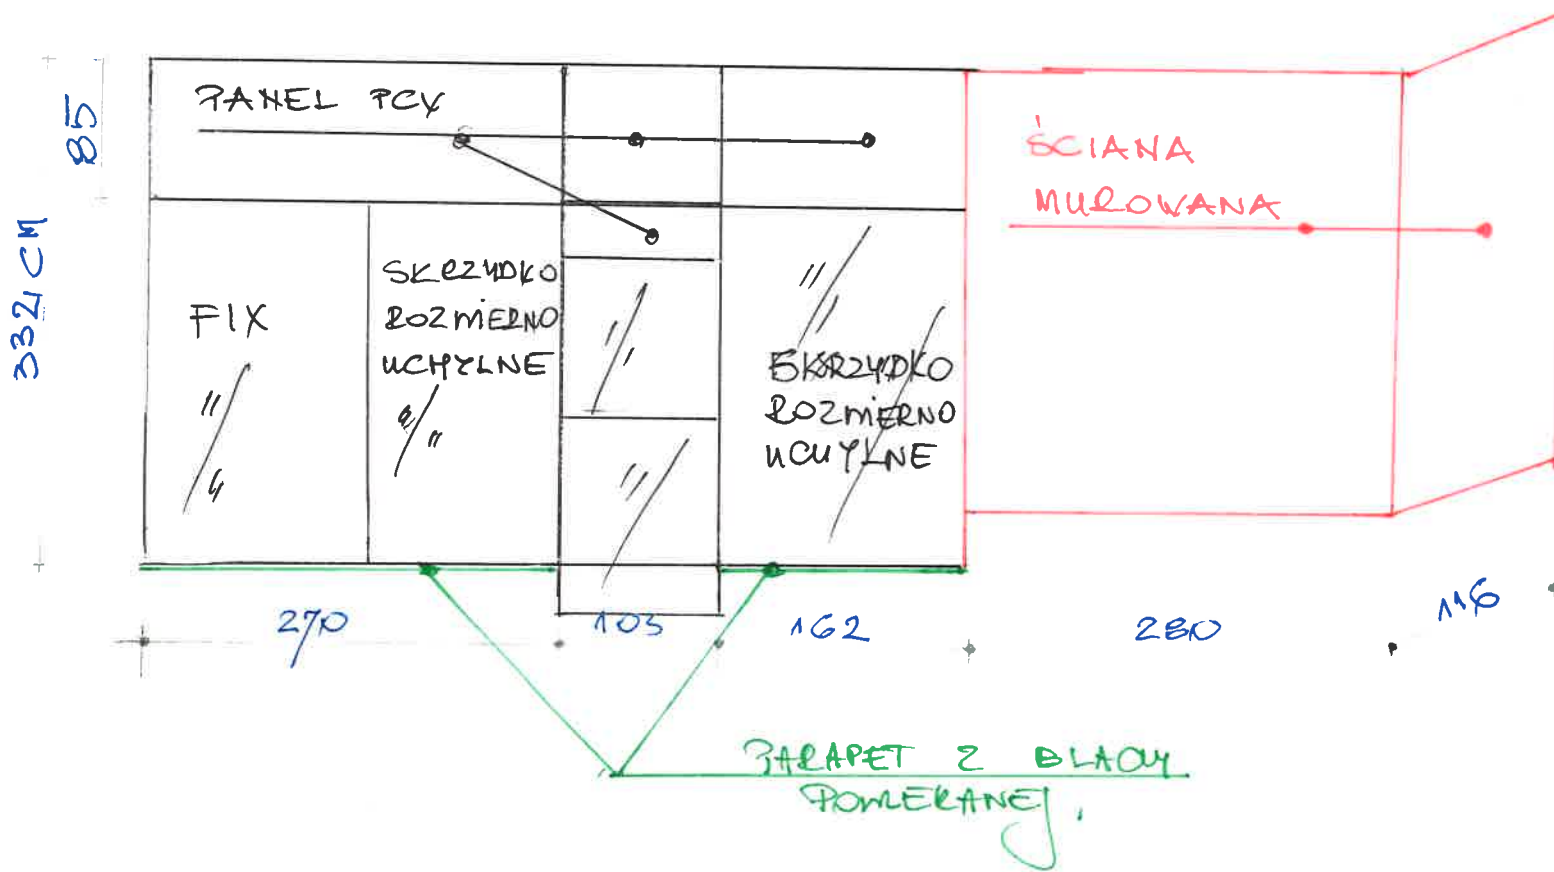 PANEL PCV
85
332 CM
FIX
SKRZYDŁO
ROZWIERNO
UCHYLNE
SKRZYDŁO
ROZWIERNO
UCHYLNE
ŚCIANA
MUROWANA
270
103
162
280
116
PARAPET Z BLACHY
POWLEKANEJ.